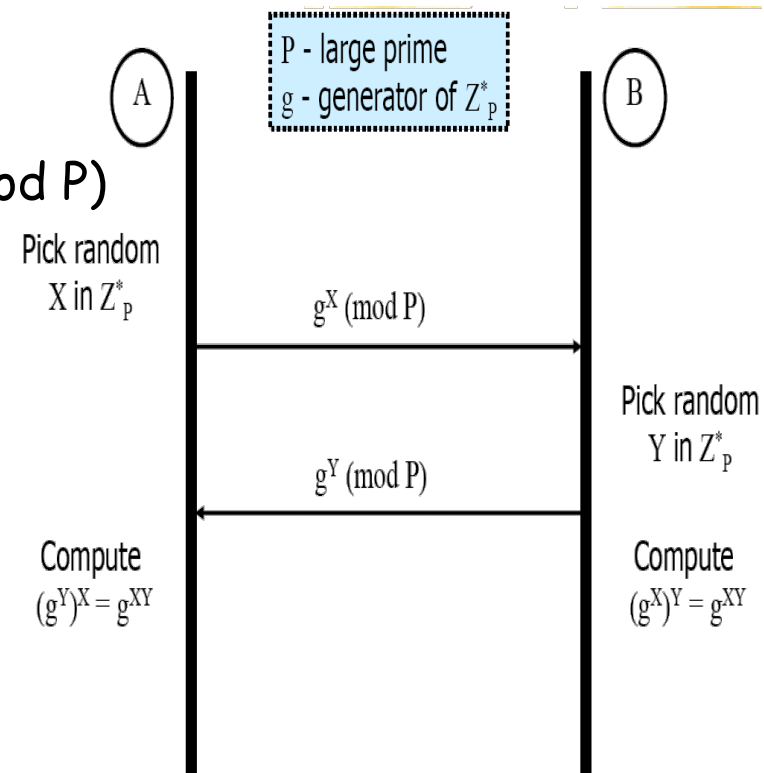 P - large prime
g - generator of Z*P
A
B
od P)
Pick random
X in Z*P
g^X (mod P)
Pick random
Y in Z*P
g^Y (mod P)
Compute
(g^Y)^X = g^XY
Compute
(g^X)^Y = g^XY